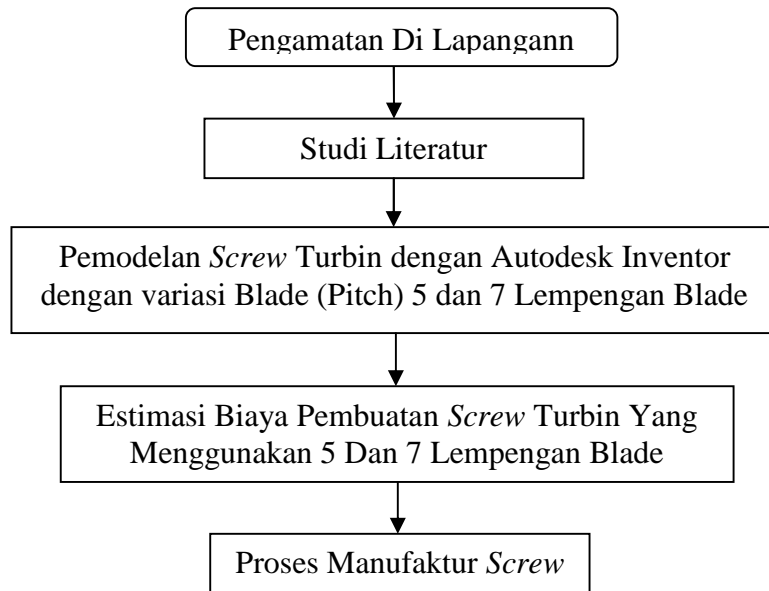 Pengamatan Di Lapangann
Studi Literatur
Pemodelan Screw Turbin dengan Autodesk Inventor
dengan variasi Blade (Pitch) 5 dan 7 Lempengan Blade
Estimasi Biaya Pembuatan Screw Turbin Yang
Menggunakan 5 Dan 7 Lempengan Blade
Proses Manufaktur Screw